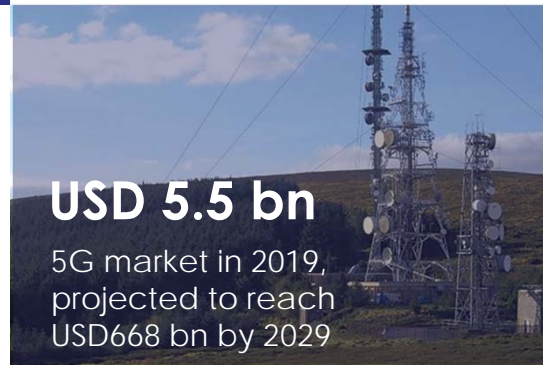 USD 5.5 bn
5G market in 2019,
projected to reach
USD668 bn by 2029